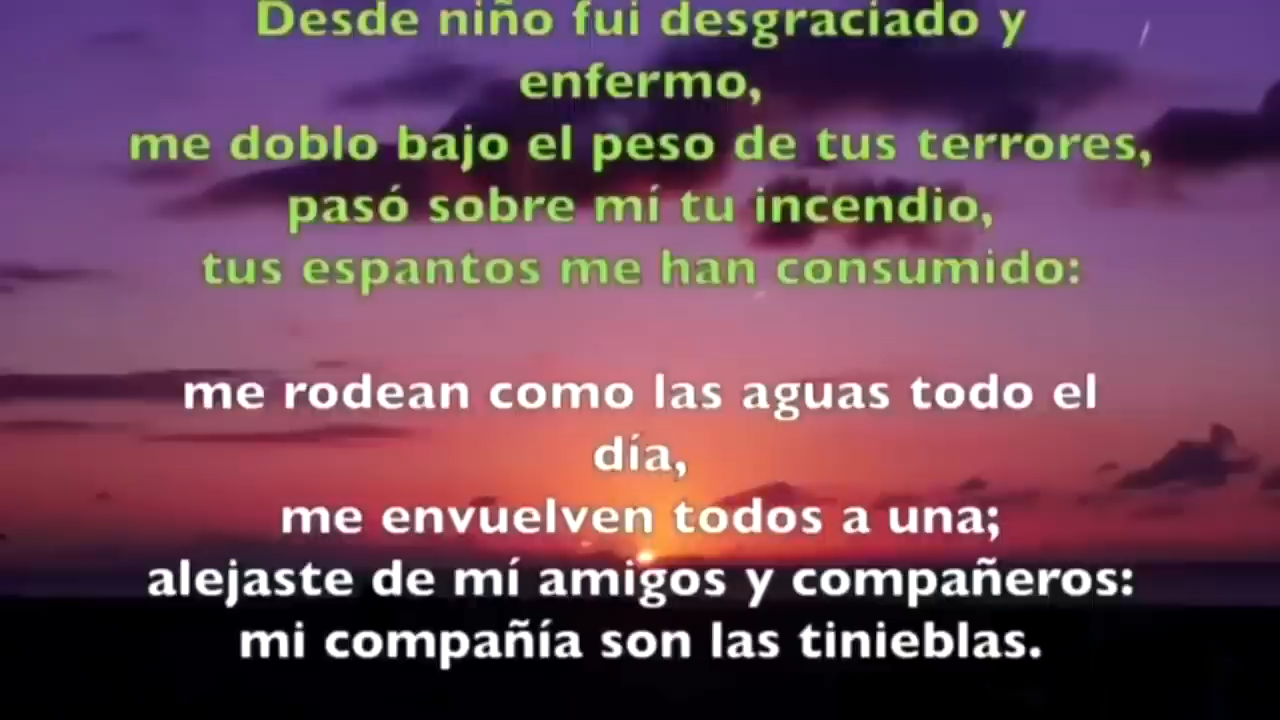 Desde niño fui desgraciado y
enfermo,
me doblo bajo el peso de tus terrores,
pasó sobre mí tu incendio,
tus espantos me han consumido:
me rodean como las aguas todo el
día,
me envuelven todos a una;
alejaste de mí amigos y compañeros:
mi compañía son las tinieblas.